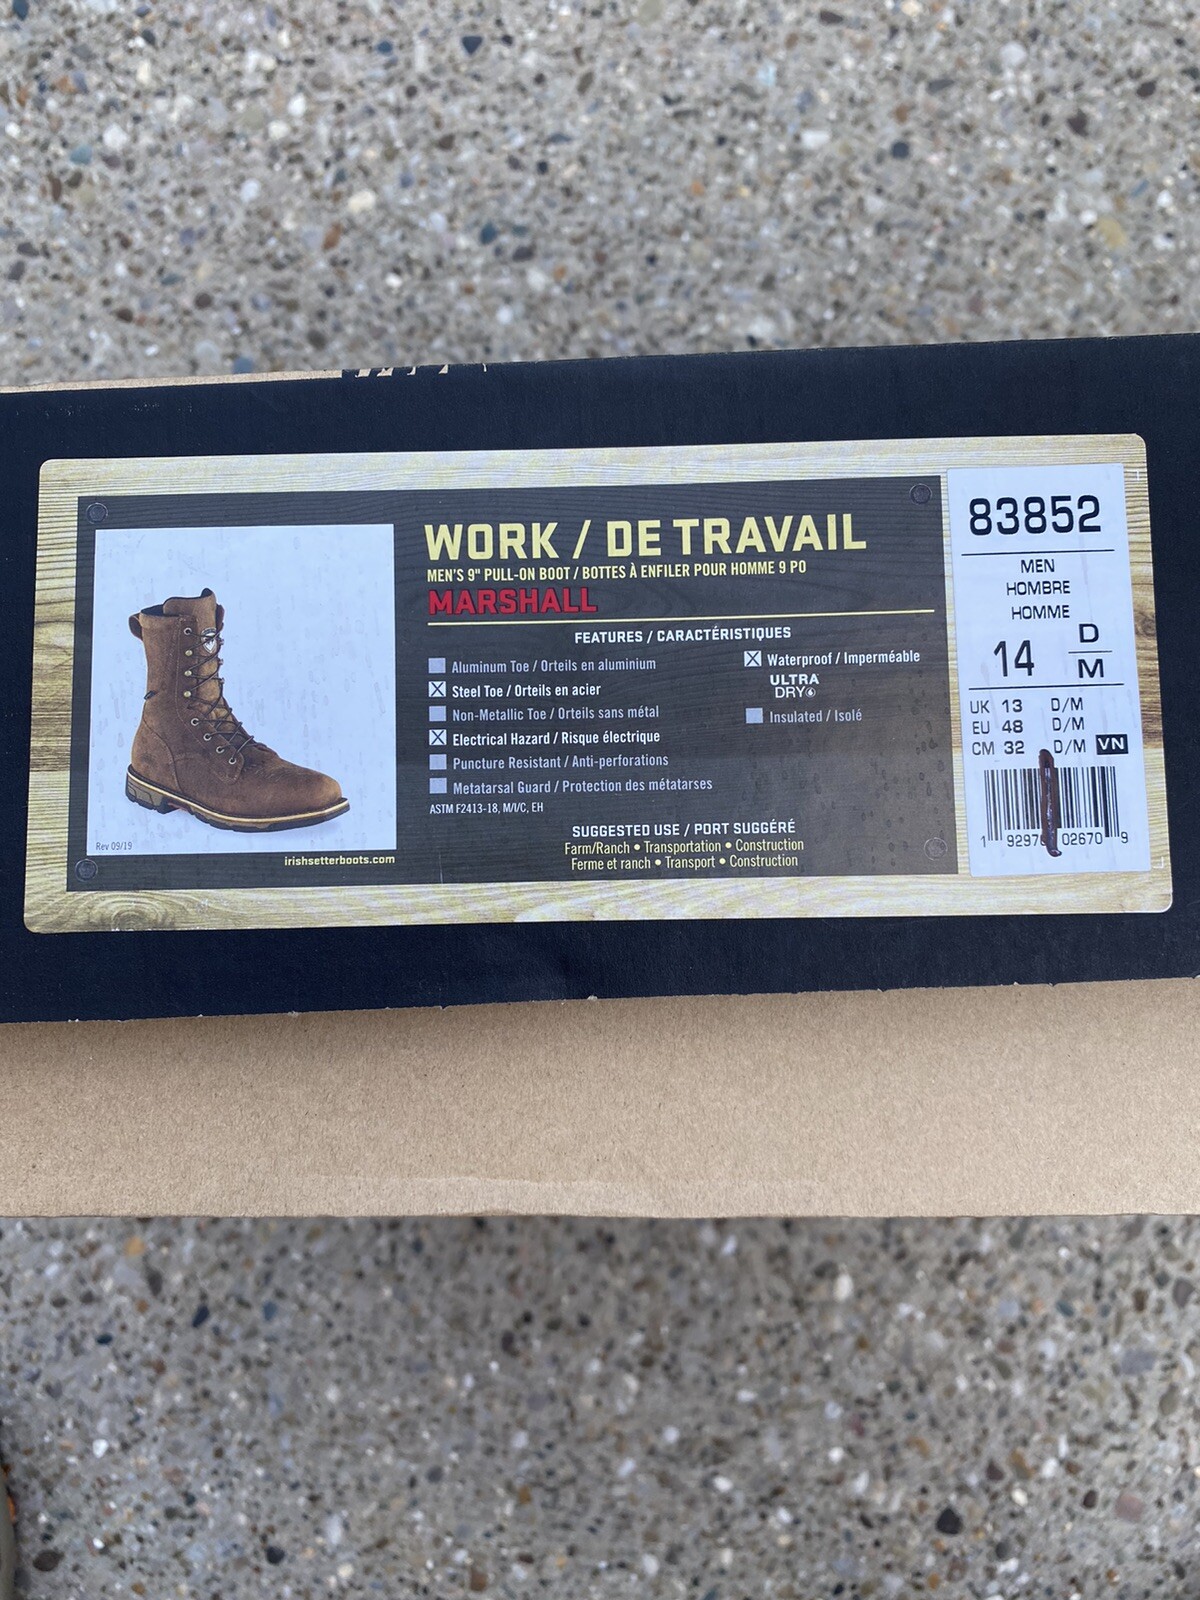 WORK / DE TRAVAIL
MEN'S 9" PULL-ON BOOT / BOTTES À ENFILER POUR HOMME 9 PO
MARSHALL
FEATURES / CARACTÉRISTIQUES
Aluminum Toe / Orteils en aluminium
Steel Toe / Orteils en acier
Non-Metallic Toe / Orteils sans métal
Electrical Hazard / Risque électrique
Puncture Resistant / Anti-perforations
Metatarsal Guard / Protection des métatarses
ASTM F2413-18, M/I/C, EH
Waterproof / Imperméable
ULTRA
DRY
Insulated / Isolé
SUGGESTED USE / PORT SUGGÉRÉ
Farm/Ranch • Transportation • Construction
Ferme et ranch • Transport • Construction
Rev 09/19
irishsetterboots.com
83852
MEN
HOMBRE
HOMME
14 D
M
UK 13 D/M
EU 48 D/M
CM 32 D/M VN
1 02670 9